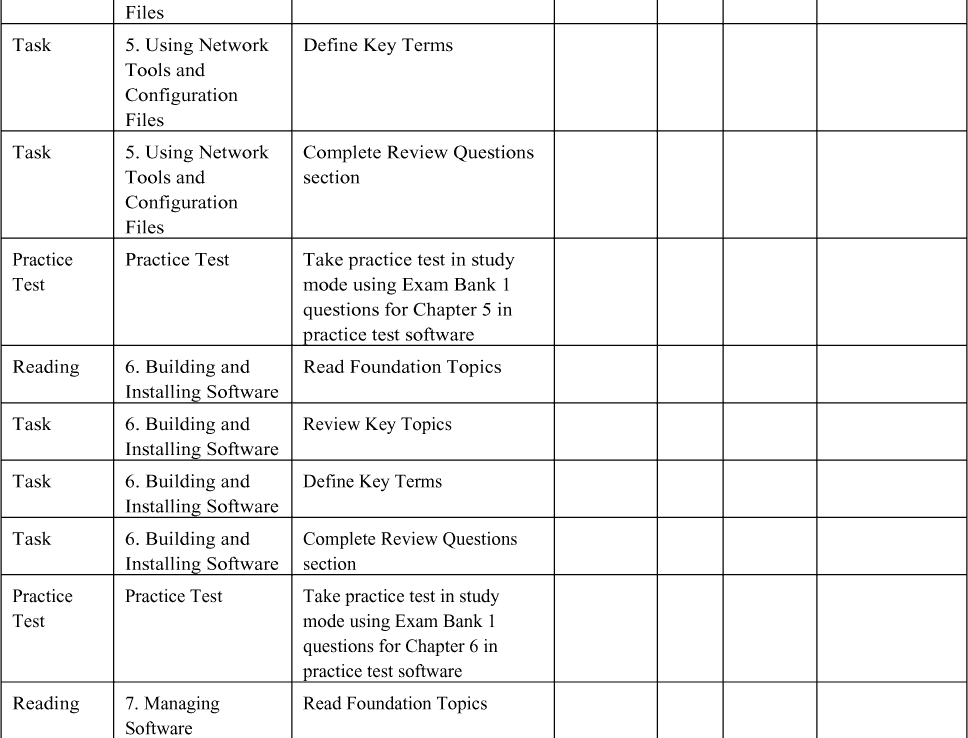 Files
Task 5. Using Network Define Key Terms
Tools and
Configuration
Files
Task 5. Using Network Complete Review Questions
Tools and section
Configuration
Files
Practice Practice Test Take practice test in study
Test mode using Exam Bank 1
questions for Chapter 5 in
practice test software
Reading 6. Building and Read Foundation Topics
Installing Software
Task 6. Building and Review Key Topics
Installing Software
Task 6. Building and Define Key Terms
Installing Software
Task 6. Building and Complete Review Questions
Installing Software section
Practice Practice Test Take practice test in study
Test mode using Exam Bank 1
questions for Chapter 6 in
practice test software
Reading 7. Managing Read Foundation Topics
Software